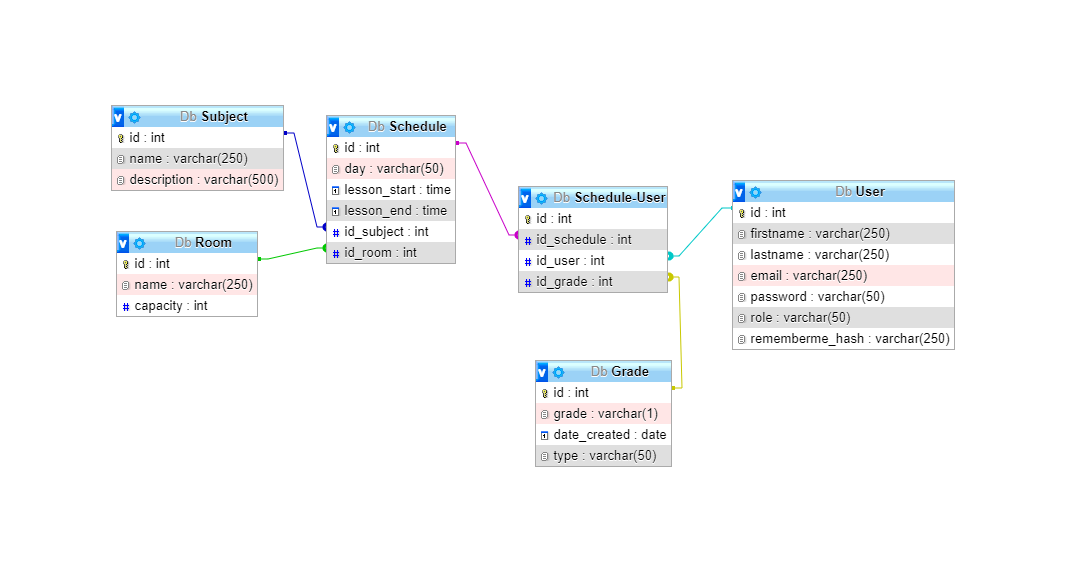 v Db Subject
id : int
name : varchar(250)
description : varchar(500)
v Db Room
id : int
name : varchar(250)
# capacity : int
v Db Schedule
id : int
day : varchar(50)
lesson_start : time
lesson_end : time
# id_subject : int
# id_room : int
v Db Schedule-User
id : int
# id_schedule : int
# id_user : int
# id_grade : int
v Db Grade
id : int
grade : varchar(1)
date_created : date
type : varchar(50)
v Db User
id : int
firstname : varchar(250)
lastname : varchar(250)
email : varchar(250)
password : varchar(50)
role : varchar(50)
rememberme_hash : varchar(250)